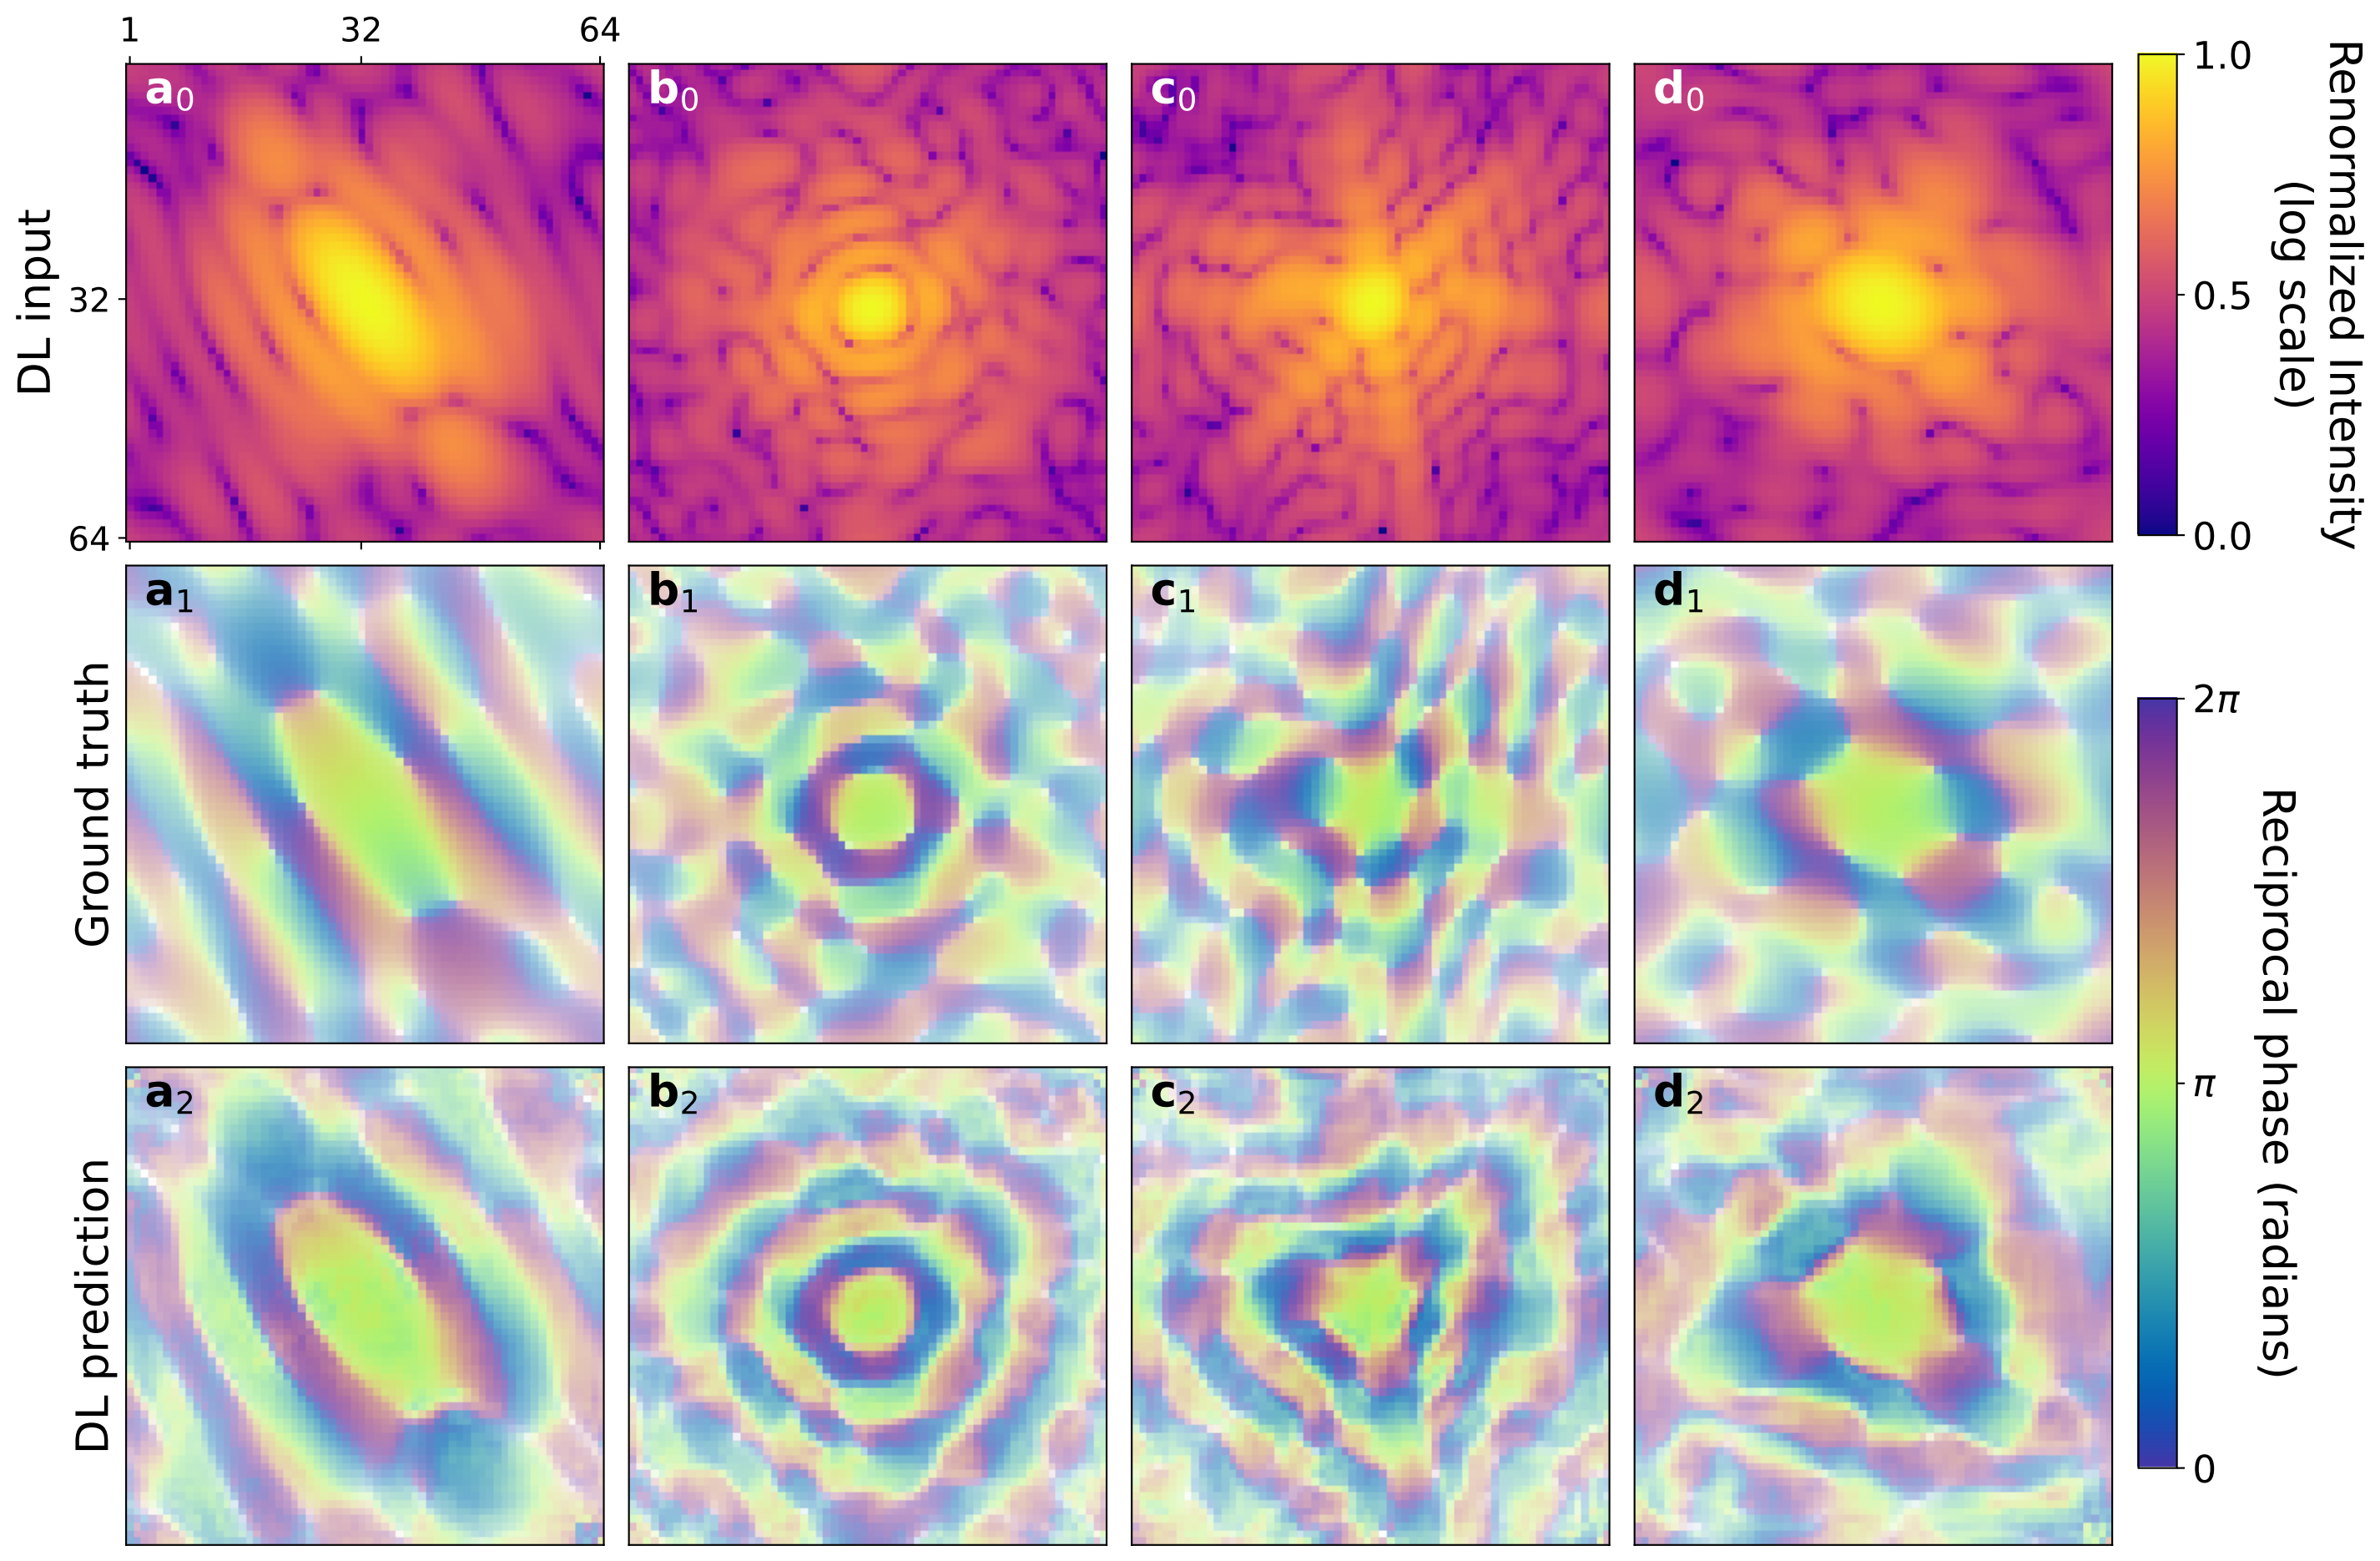 1 32 64
DL input
32
64
a0
b0
c0
d0
1.0
0.5
0.0
Renormalized Intensity
(log scale)
Ground truth
a1
b1
c1
d1
DL prediction
a2
b2
c2
d2
2π
π
0
Reciprocal phase (radians)